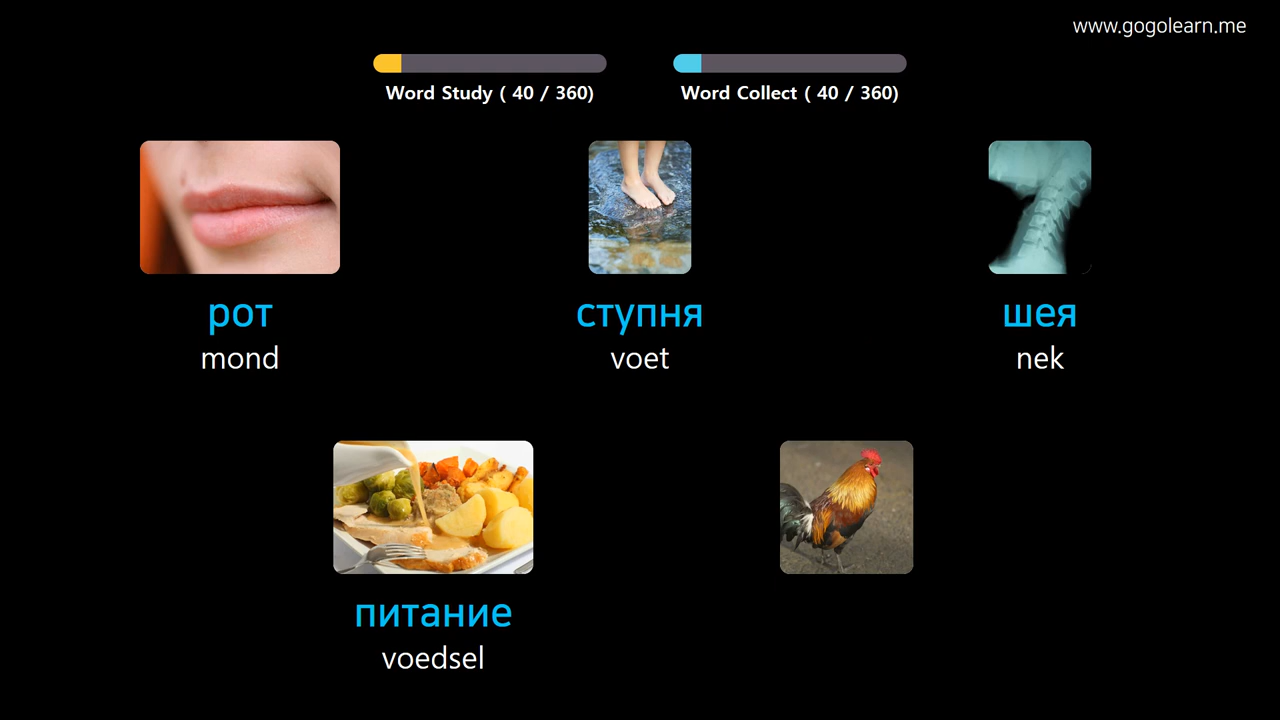 www.gogolearn.me
Word Study ( 40 / 360)
Word Collect ( 40 / 360)
рот
mond
ступня
voet
шея
nek
питание
voedsel